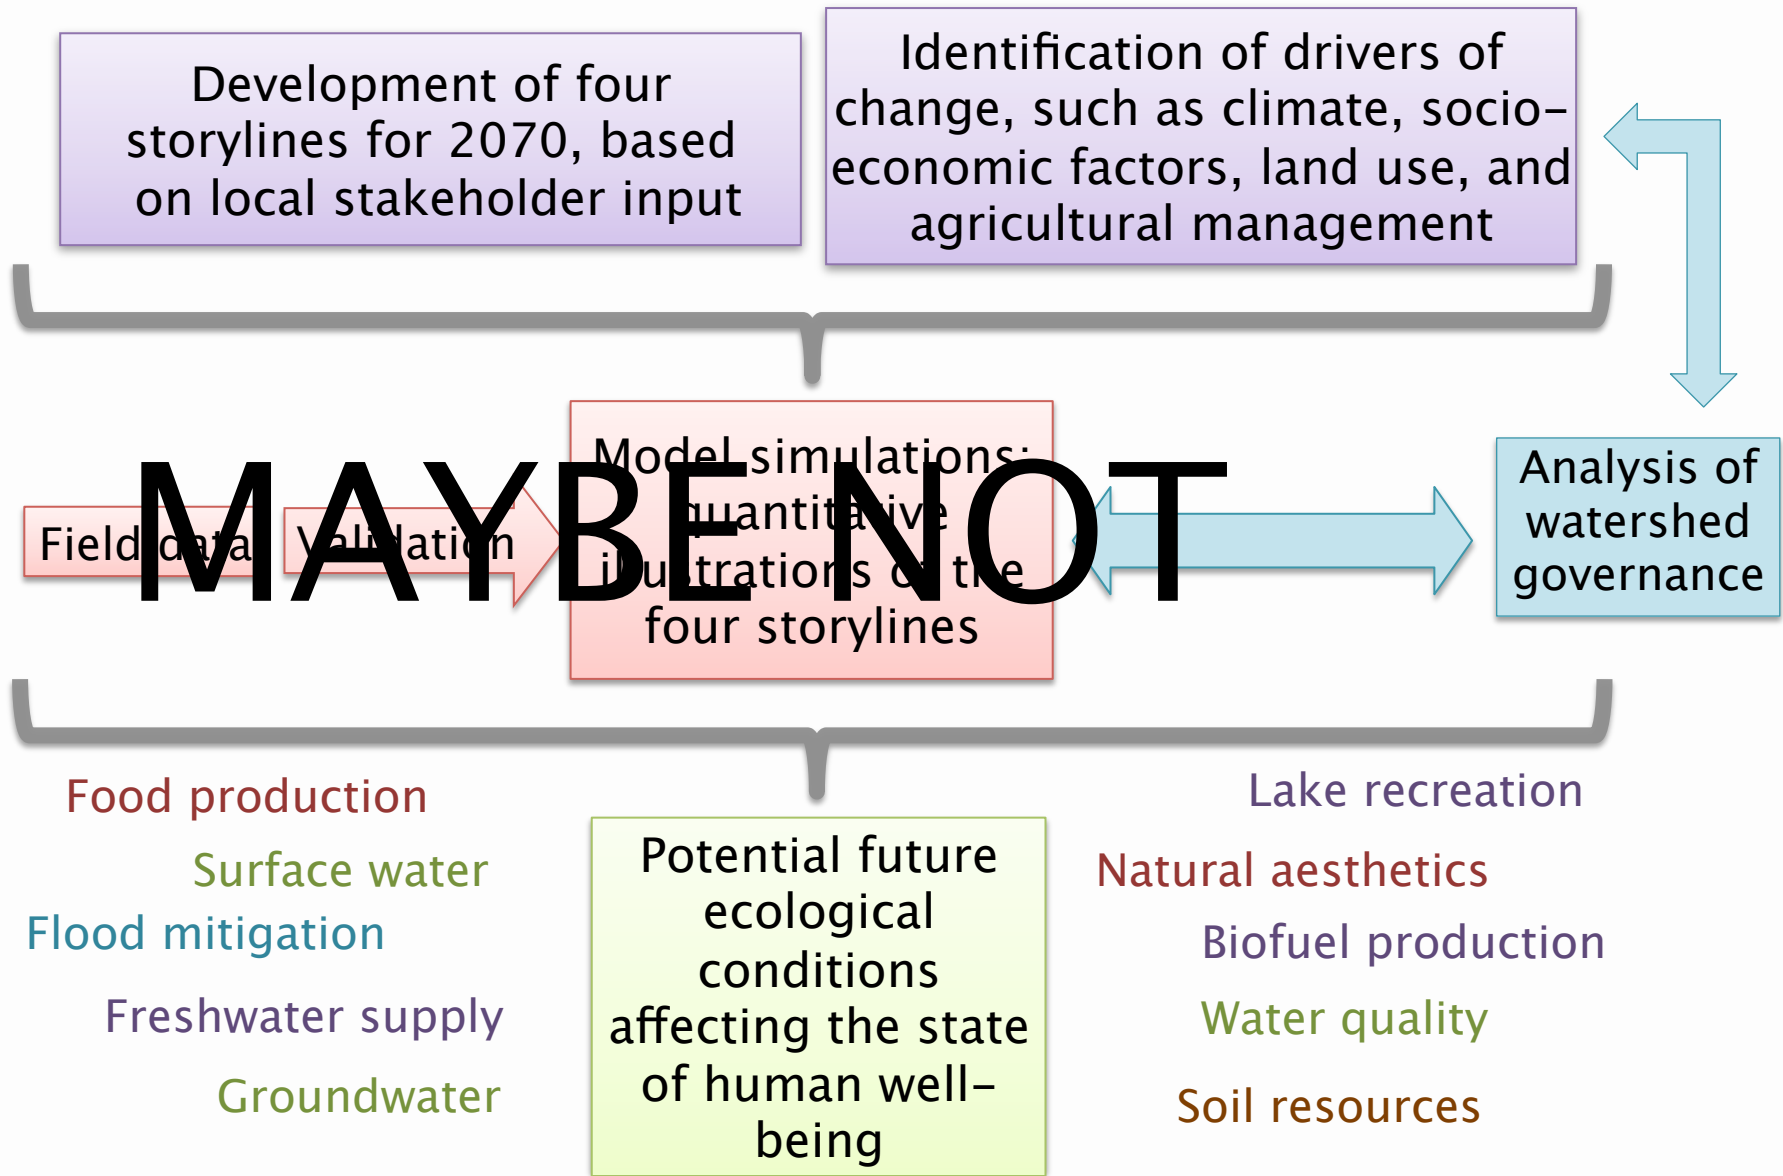 Development of four
storylines for 2070, based
on local stakeholder input
Identification of drivers of
change, such as climate, socio-
economic factors, land use, and
agricultural management
Field data
Validation
Model simulations:
quantitative
illustrations of the
four storylines
MAYBE NOT
Analysis of
watershed
governance
Food production
Surface water
Flood mitigation
Freshwater supply
Groundwater
Potential future
ecological
conditions
affecting the state
of human well-
being
Lake recreation
Natural aesthetics
Biofuel production
Water quality
Soil resources